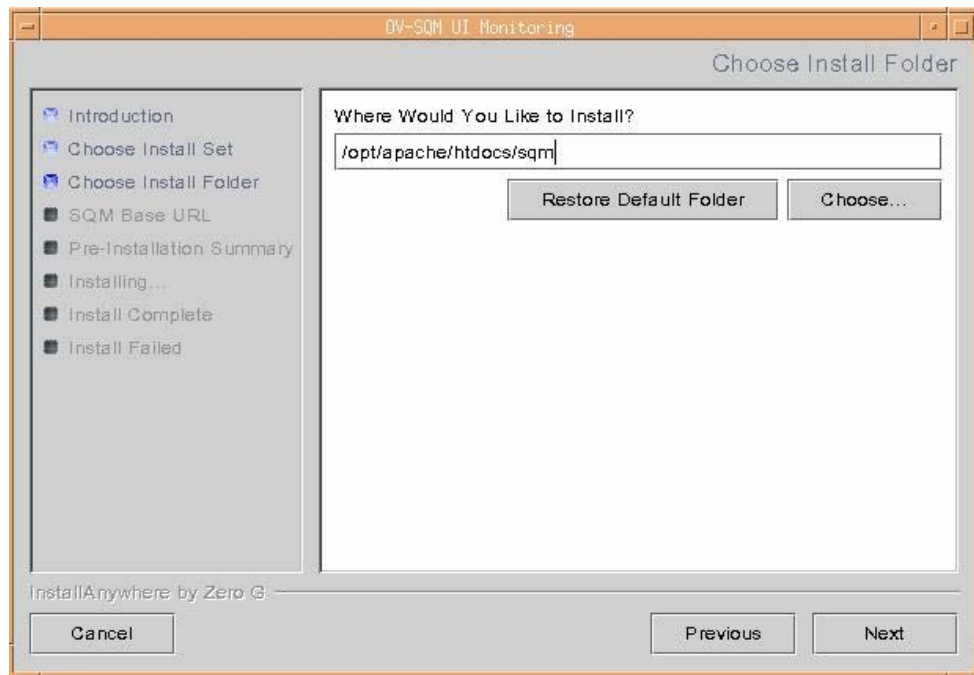 OV-SQM UI Monitoring
Choose Install Folder
Introduction
Choose Install Set
Choose Install Folder
SQM Base URL
Pre-Installation Summary
Installing...
Install Complete
Install Failed
Where Would You Like to Install?
/opt/apache/htdocs/sqm
Restore Default Folder
Choose...
InstallAnywhere by Zero G
Cancel
Previous
Next